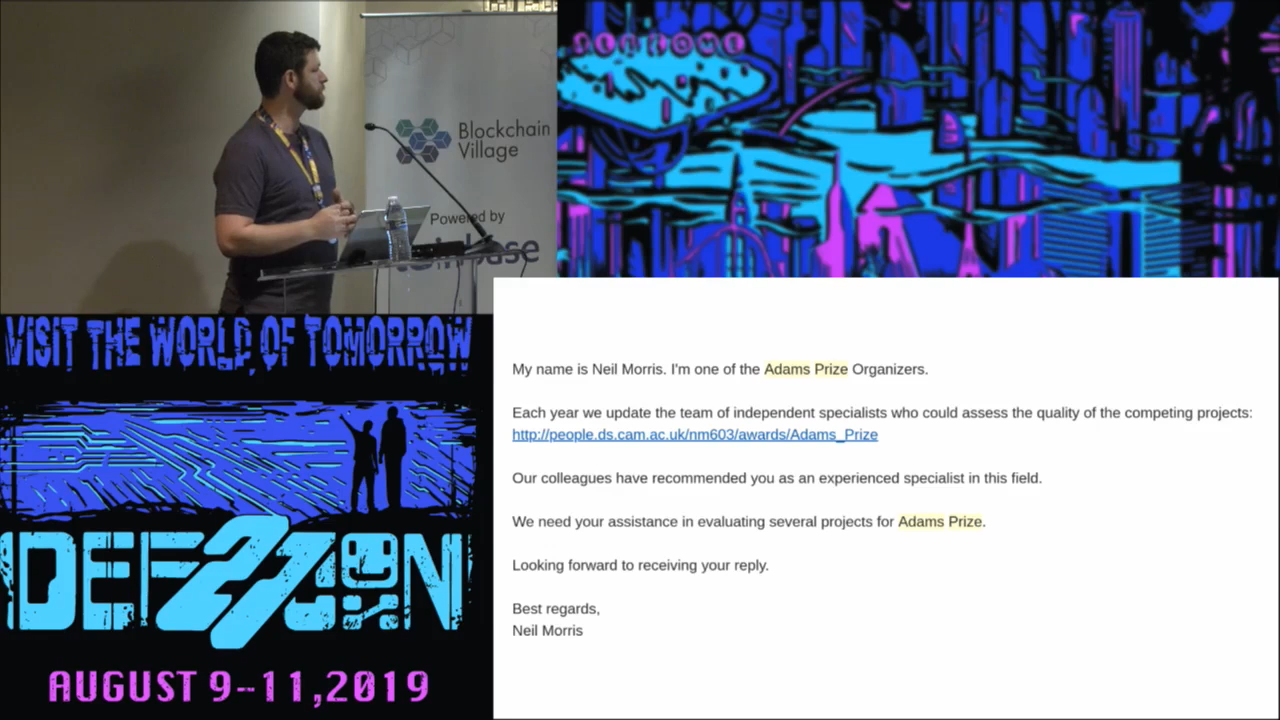 WELCOME
Blockchain
Village
Powered by
VISIT THE WORLD OF TOMORROW
DEFCON
27
AUGUST 9--11,2019
My name is Neil Morris. I'm one of the Adams Prize Organizers.
Each year we update the team of independent specialists who could assess the quality of the competing projects:
http://people.ds.cam.ac.uk/nm603/awards/Adams_Prize
Our colleagues have recommended you as an experienced specialist in this field.
We need your assistance in evaluating several projects for Adams Prize.
Looking forward to receiving your reply.
Best regards,
Neil Morris